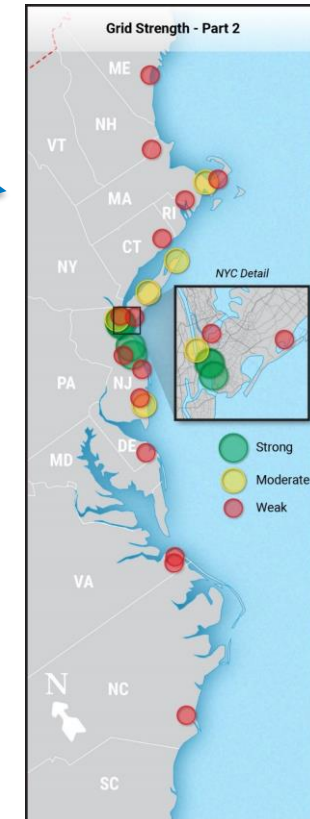 Grid Strength - Part 2
ME
NH
VT
MA
RI
CT
NY
NYC Detail
PA
NJ
Strong
DE
MD
Moderate
Weak
VA
N
NC
SC